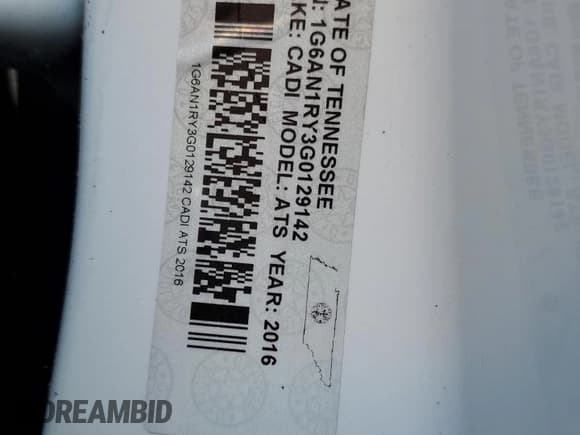 ATE OF TENNESSEE
N: 1G6AN1RY3G0129142
KE: CADI MODEL: ATS YEAR: 2016
1G6AN1RY3G0129142 CADI ATS 2016
DREAMBID